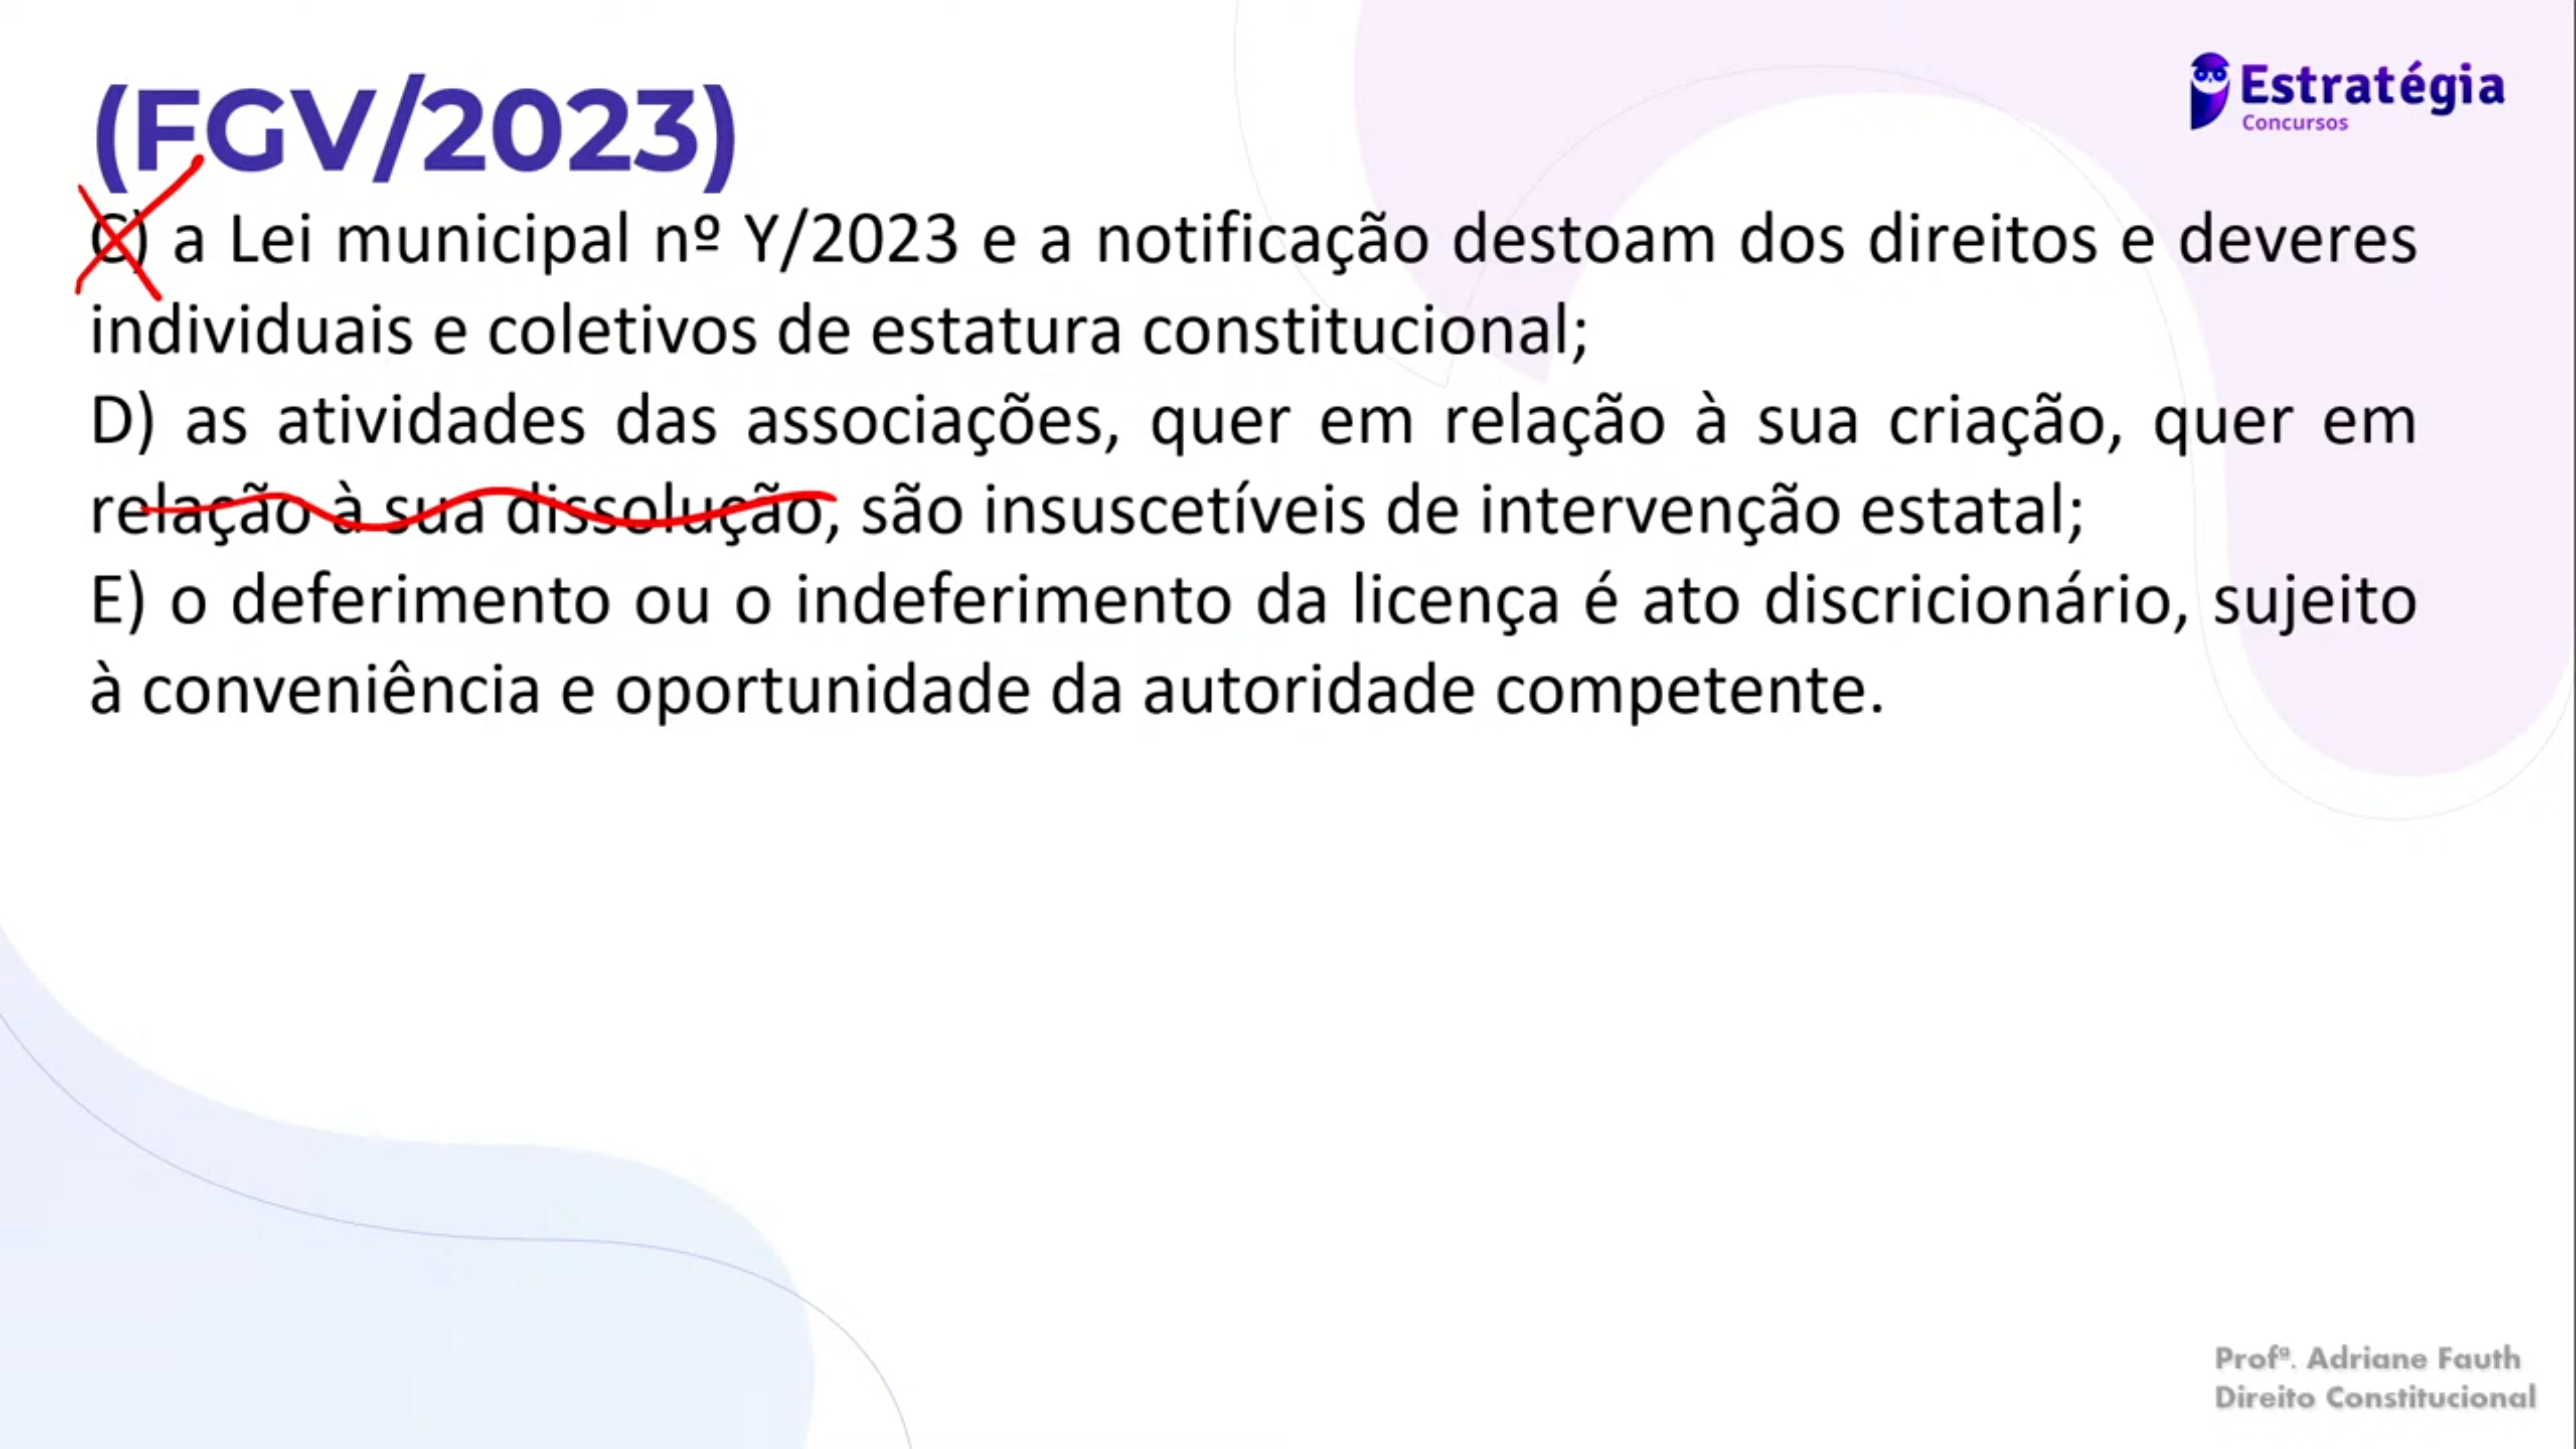 (FGV/2023)
Estratégia
Concursos
C) a Lei municipal nº Y/2023 e a notificação destoam dos direitos e deveres
individuais e coletivos de estatura constitucional;
D) as atividades das associações, quer em relação à sua criação, quer em
relação à sua dissolução, são insuscetíveis de intervenção estatal;
E) o deferimento ou o indeferimento da licença é ato discricionário, sujeito
à conveniência e oportunidade da autoridade competente.
Profª. Adriane Fauth
Direito Constitucional